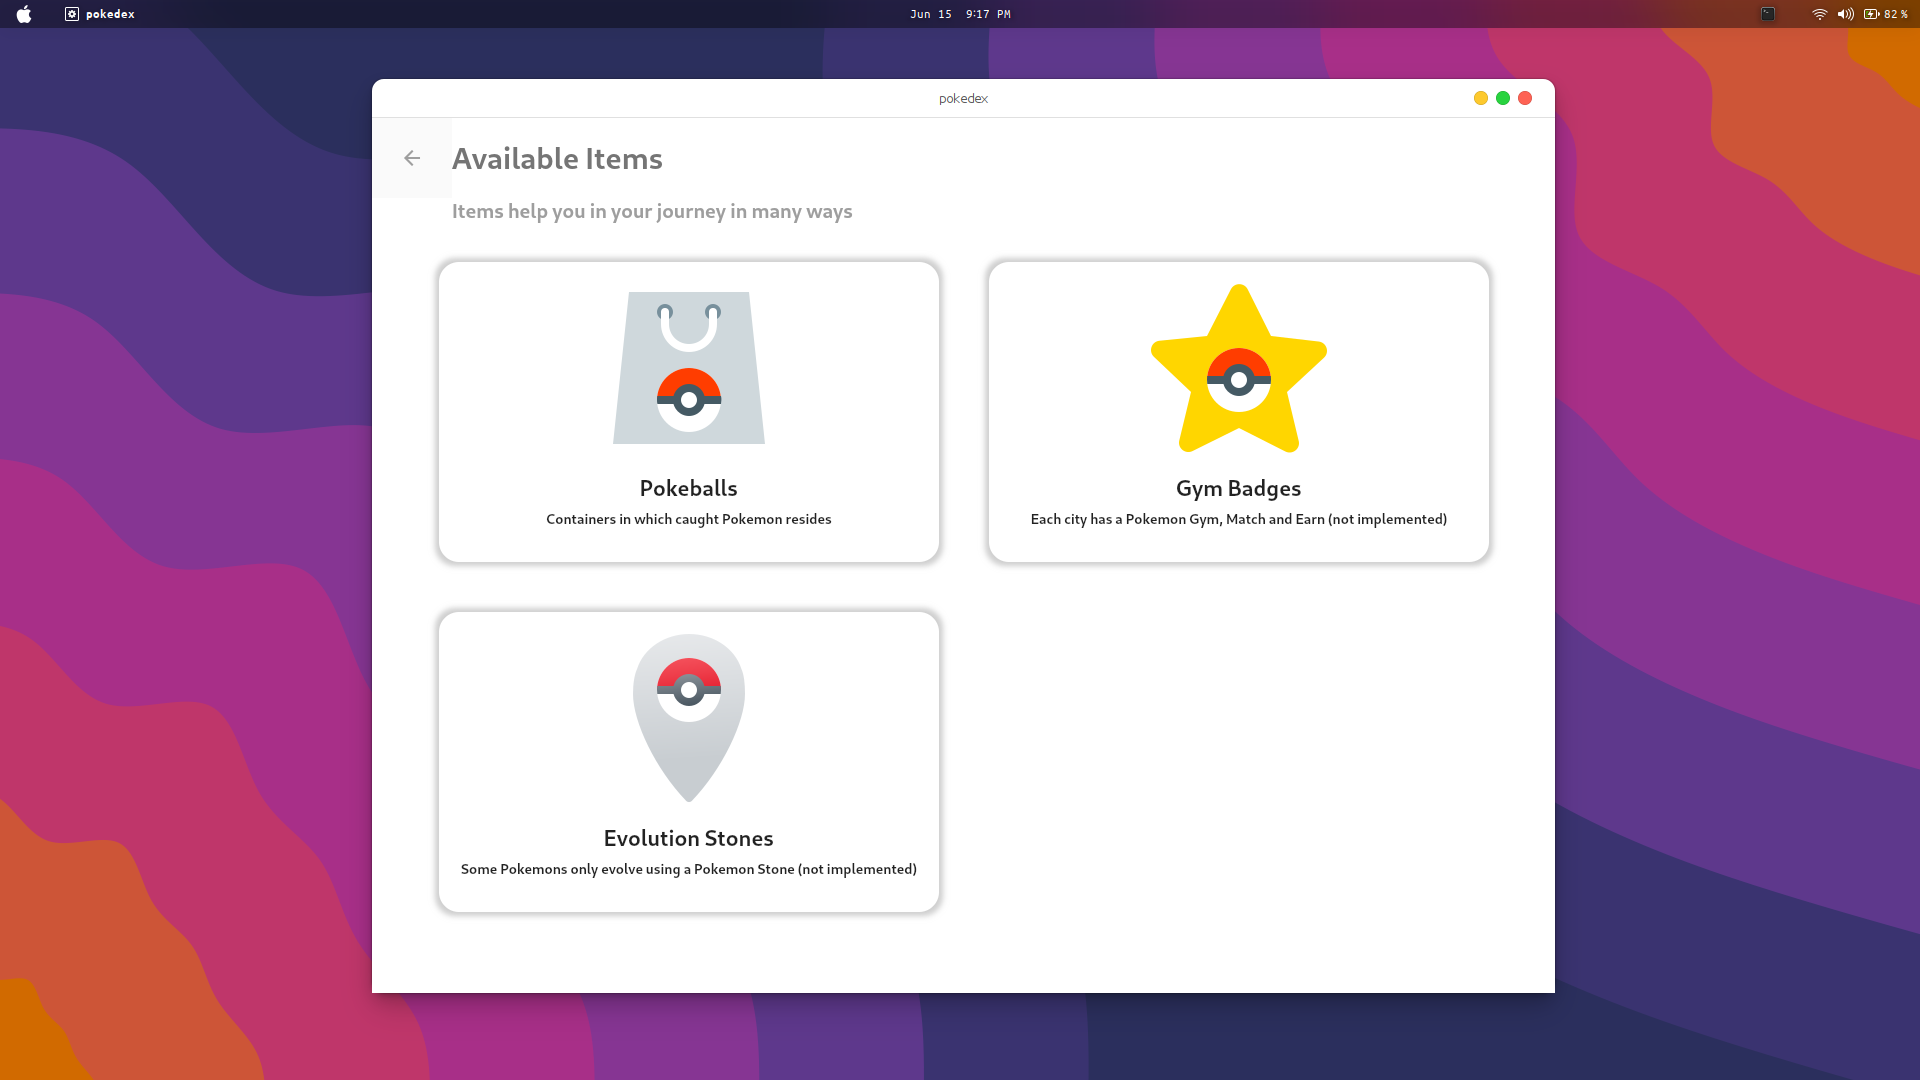 pokedex
Jun 15 9:17 PM
82%
pokedex
Available Items
Items help you in your journey in many ways
Pokeballs
Containers in which caught Pokemon resides
Gym Badges
Each city has a Pokemon Gym, Match and Earn (not implemented)
Evolution Stones
Some Pokemons only evolve using a Pokemon Stone (not implemented)